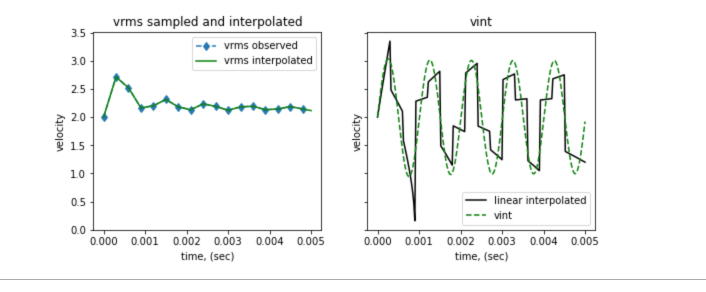 vrms sampled and interpolated
3.5
3.0
2.5
2.0
1.5
1.0
0.5
0.0
velocity
vrms observed
vrms interpolated
0.000 0.001 0.002 0.003 0.004 0.005
time, (sec)
vint
velocity
linear interpolated
vint
0.000 0.001 0.002 0.003 0.004 0.005
time, (sec)